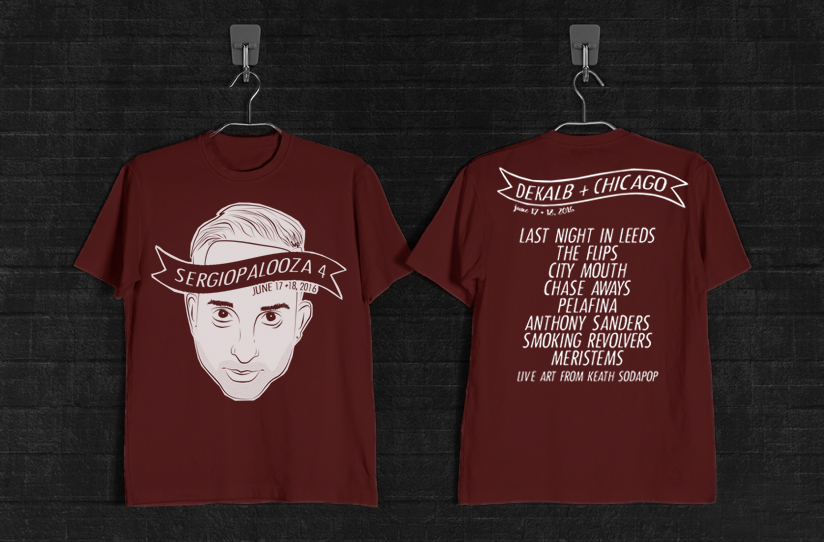 SERGIOPALOOZA 4
JUNE 17 +18, 2016
DEKALB + CHICAGO
june 17 + 18, 2016
LAST NIGHT IN LEEDS
THE FLIPS
CITY MOUTH
CHASE AWAYS
PELAFINA
ANTHONY SANDERS
SMOKING REVOLVERS
MERISTEMS
LIVE ART FROM KEATH SODAPOP